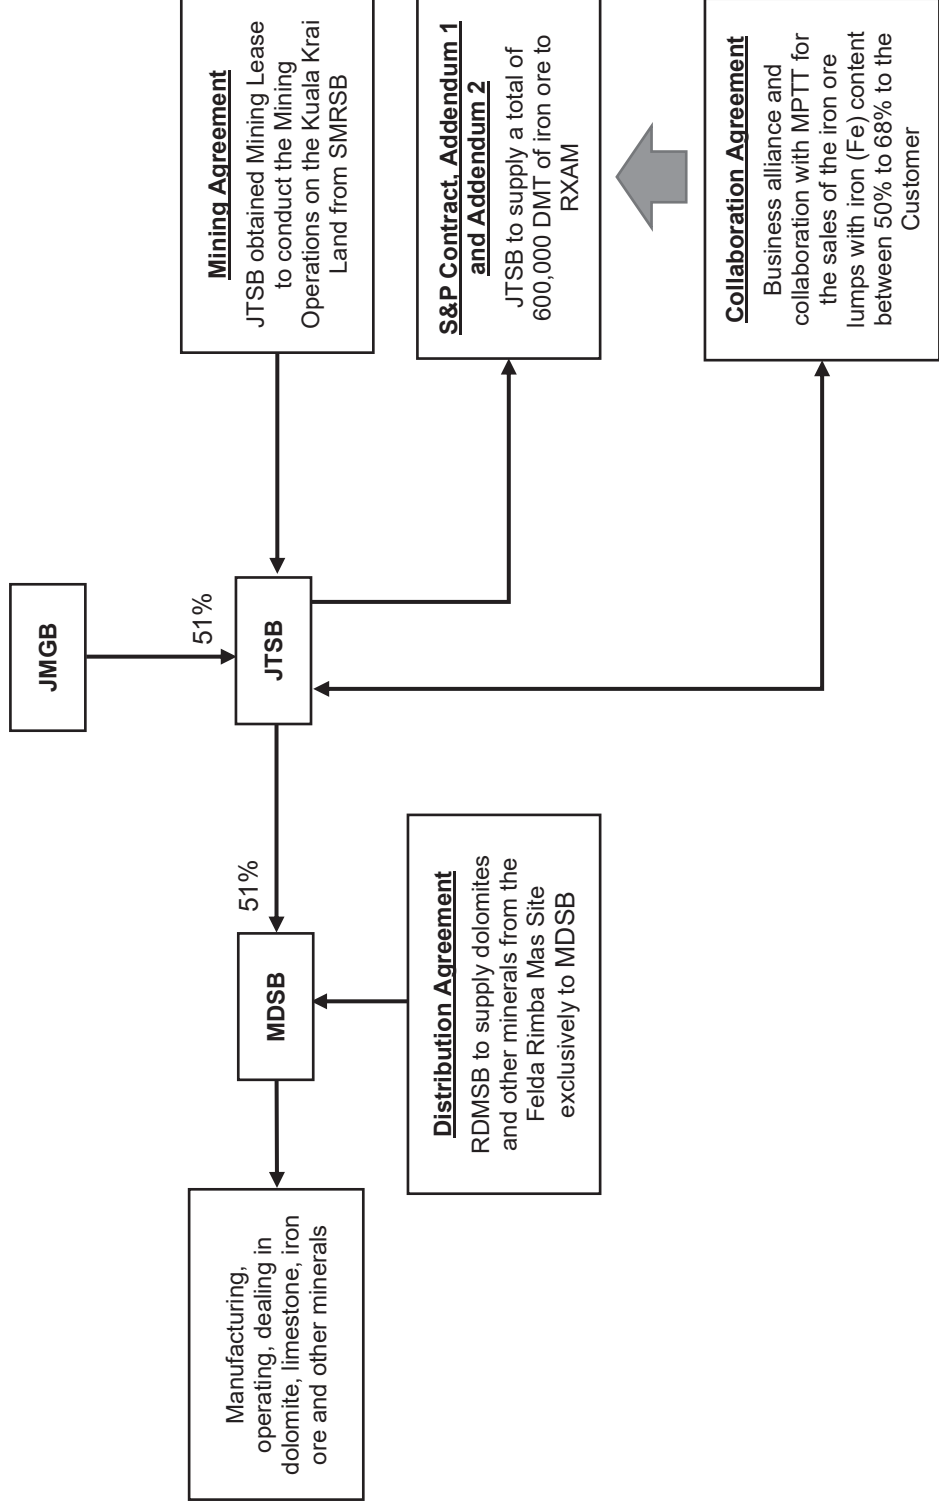 JMGB
51%
Manufacturing,
operating, dealing in
dolomite, limestone, iron
ore and other minerals
MDSB
51%
JTSB
Mining Agreement
JTSB obtained Mining Lease
to conduct the Mining
Operations on the Kuala Krai
Land from SMRSB
Distribution Agreement
RDMSB to supply dolomites
and other minerals from the
Felda Rimba Mas Site
exclusively to MDSB
S&P Contract, Addendum 1
and Addendum 2
JTSB to supply a total of
600,000 DMT of iron ore to
RXAM
Collaboration Agreement
Business alliance and
collaboration with MPTT for
the sales of the iron ore
lumps with iron (Fe) content
between 50% to 68% to the
Customer